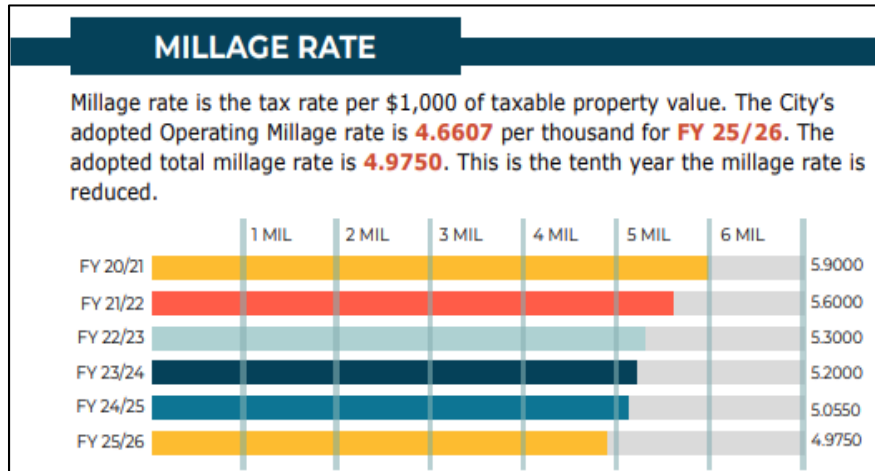 MILLAGE RATE
Millage rate is the tax rate per $1,000 of taxable property value. The City's
adopted Operating Millage rate is 4.6607 per thousand for FY 25/26. The
adopted total millage rate is 4.9750. This is the tenth year the millage rate is
reduced.
1 MIL 2 MIL 3 MIL 4 MIL 5 MIL 6 MIL
FY 20/21 5.9000
FY 21/22 5.6000
FY 22/23 5.3000
FY 23/24 5.2000
FY 24/25 5.0550
FY 25/26 4.9750